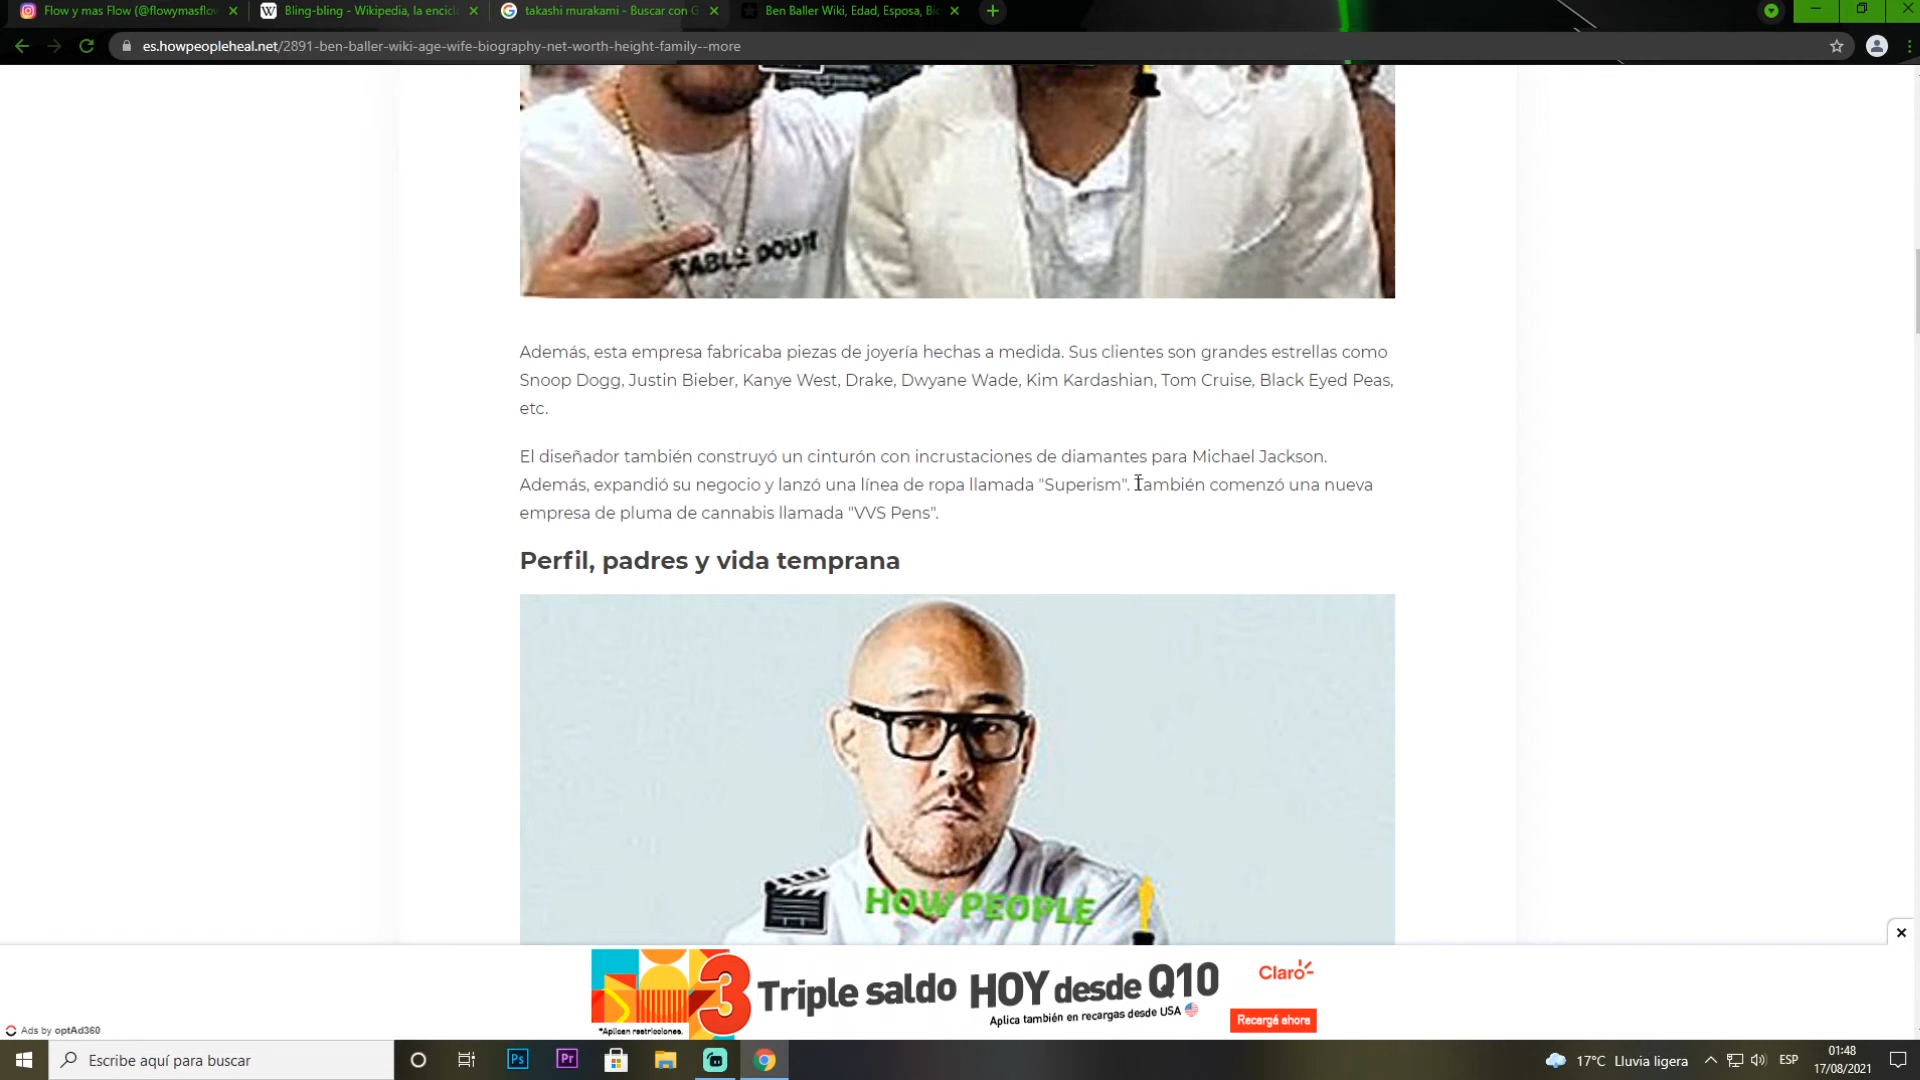 Flow y mas Flow (@flowymasflow
Bling-bling - Wikipedia, la encicl
takashi murakami - Buscar con G
Ben Baller Wiki, Edad, Esposa, Bi
es.howpeopleheal.net/2891-ben-baller-wiki-age-wife-biography-net-worth-height-family--more
KABLE DOUN
Además, esta empresa fabricaba piezas de joyería hechas a medida. Sus clientes son grandes estrellas como
Snoop Dogg, Justin Bieber, Kanye West, Drake, Dwyane Wade, Kim Kardashian, Tom Cruise, Black Eyed Peas,
etc.
El diseñador también construyó un cinturón con incrustaciones de diamantes para Michael Jackson.
Además, expandió su negocio y lanzó una línea de ropa llamada "Superism". También comenzó una nueva
empresa de pluma de cannabis llamada "VVS Pens".
Perfil, padres y vida temprana
HOW PEOPLE
3 Triple saldo HOY desde Q10
Aplica también en recargas desde USA
*Aplican restricciones.
Claro
Recargá ahora
Ads by optAd360
Escribe aquí para buscar
Ps
Pr
17°C Lluvia ligera
ESP
01:48
17/08/2021